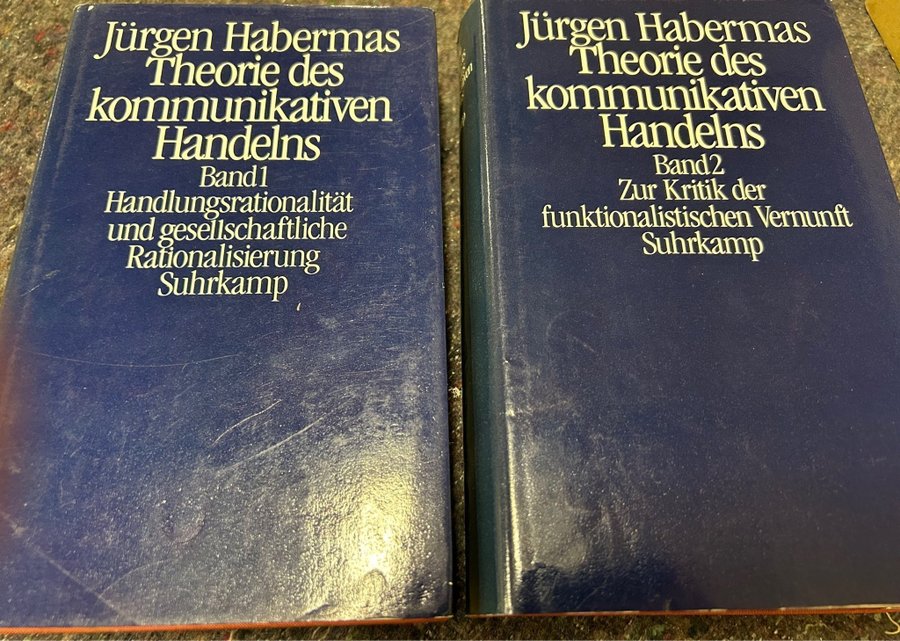 Jürgen Habermas
Theorie des
kommunikativen
Handelns
Band 1
Handlungsrationalität
und gesellschaftliche
Rationalisierung
Suhrkamp
Jürgen Habermas
Theorie des
kommunikativen
Handelns
Band 2
Zur Kritik der
funktionalistischen Vernunft
Suhrkamp